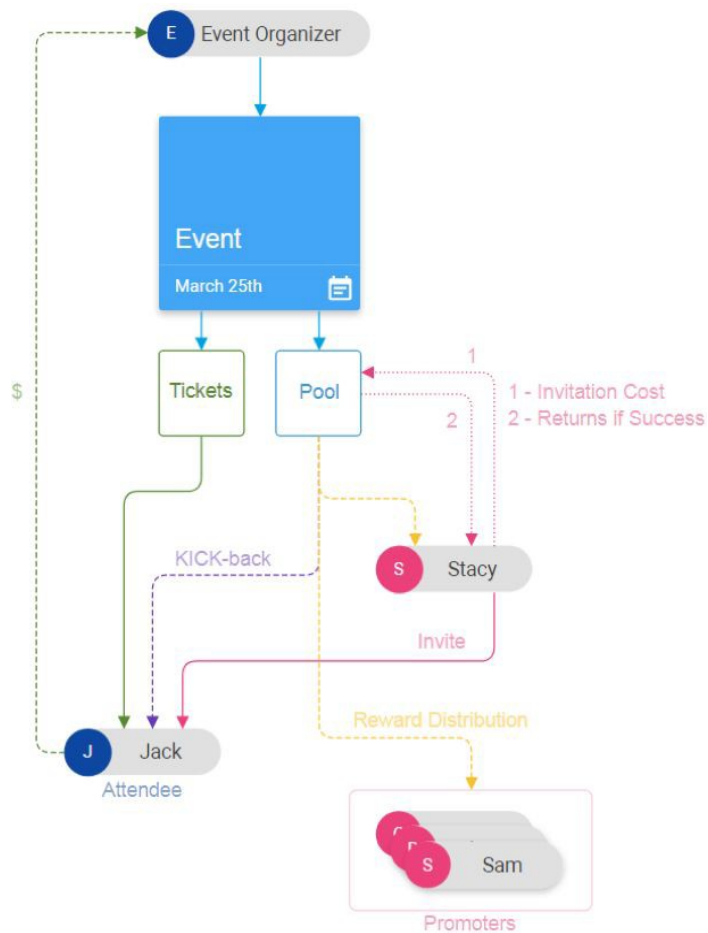 E Event Organizer
Event
March 25th
Tickets
Pool
1
1 - Invitation Cost
2 - Returns if Success
2
$
KICK-back
S Stacy
Invite
Reward Distribution
J Jack
Attendee
S Sam
Promoters